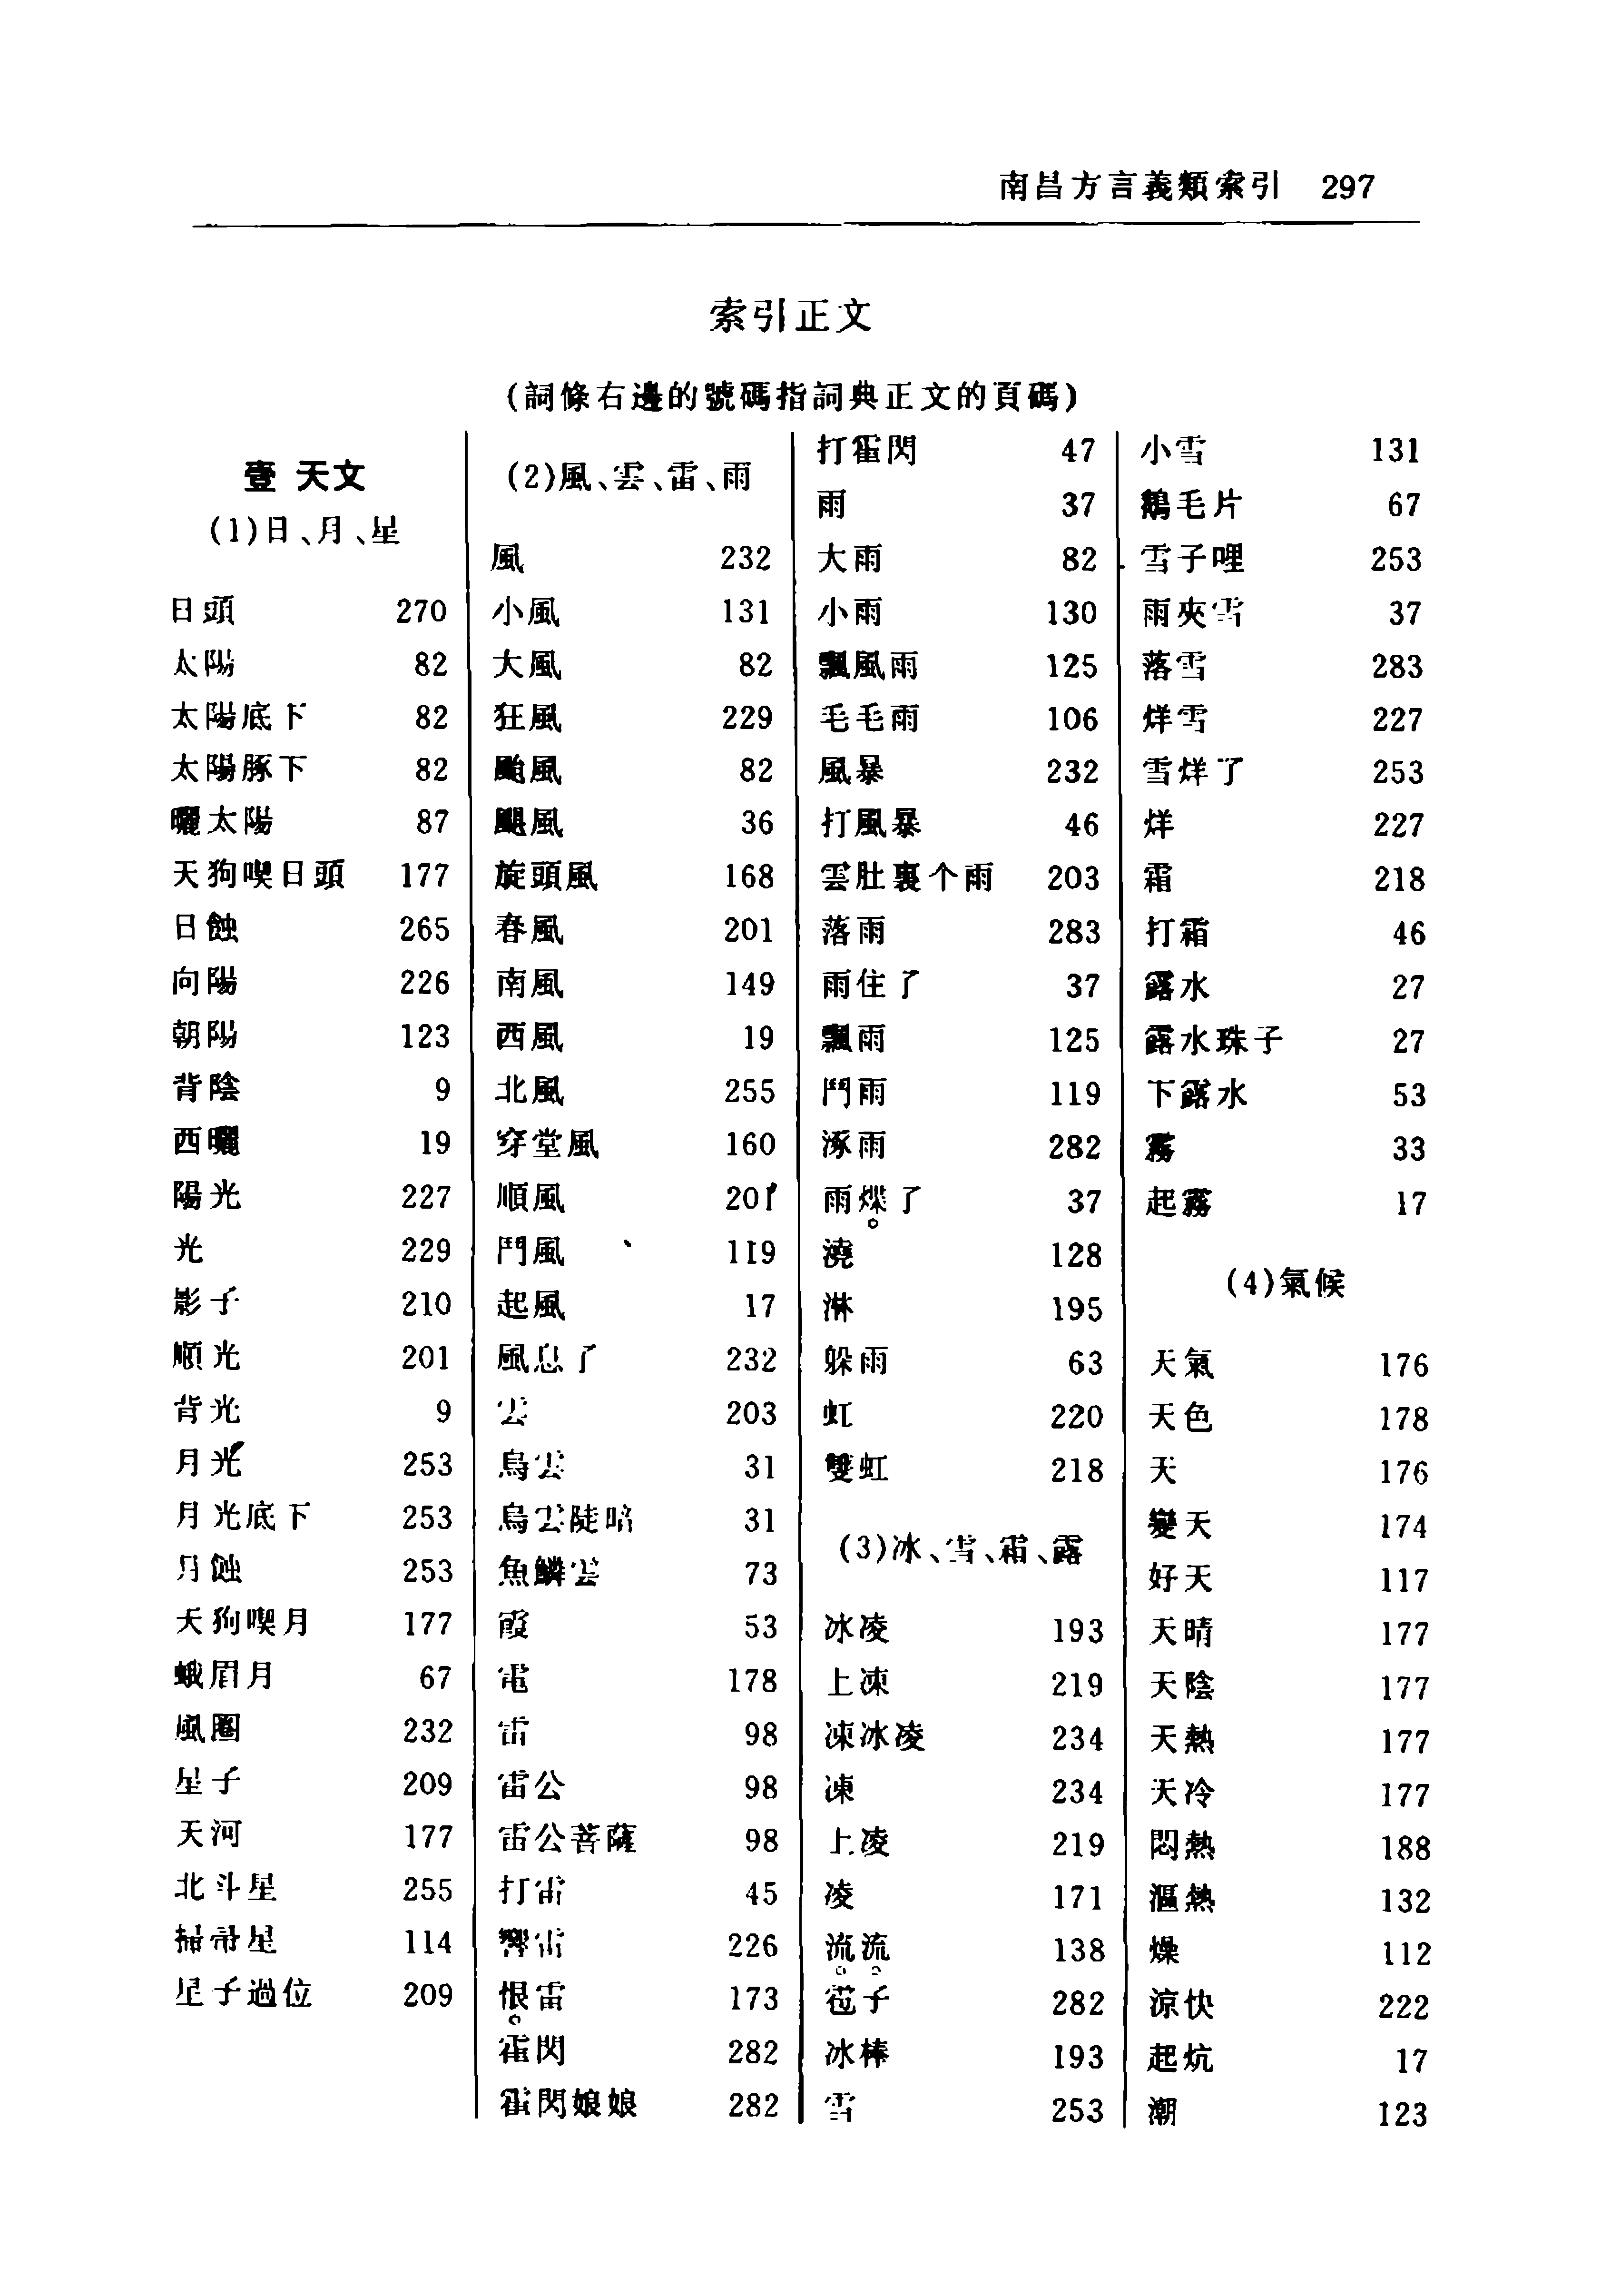 南昌方言義類索引 297
索引正文
(詞條右邊的號碼指詞典正文的頁碼)
壹 天文
(1)日、月、星
日頭 270
太陽 82
太陽底下 82
太陽豚下 82
曬太陽 87
天狗喫日頭 177
日蝕 265
向陽 226
朝陽 123
背陰 9
西曬 19
陽光 227
光 229
影子 210
順光 201
背光 9
月光 253
月光底下 253
月蝕 253
天狗喫月 177
蛾眉月 67
風圈 232
星子 209
天河 177
北斗星 255
掃帚星 114
星子過位 209
(2)風、雲、雷、雨
風 232
小風 131
大風 82
狂風 229
颱風 82
颶風 36
旋頭風 168
春風 201
南風 149
西風 19
北風 255
穿堂風 160
順風 201
鬥風 119
起風 17
風息了 232
雲 203
烏雲 31
烏雲陡暗 31
魚鱗雲 73
霞 53
電 178
雷 98
雷公 98
雷公菩薩 98
打雷 45
響雷 226
恨雷 173
霍閃 282
霍閃娘娘 282
打霍閃 47
雨 37
大雨 82
小雨 130
飄風雨 125
毛毛雨 106
風暴 232
打風暴 46
雲肚裏个雨 203
落雨 283
雨住了 37
飄雨 125
鬥雨 119
涿雨 282
雨煠了 37
澆 128
淋 195
躲雨 63
虹 220
雙虹 218
(3)冰、雪、霜、露
冰凌 193
上凍 219
凍冰凌 234
凍 234
上凌 219
凌 171
流流 138
雹子 282
冰棒 193
雪 253
小雪 131
鵝毛片 67
雪子哩 253
雨夾雪 37
落雪 283
烊雪 227
雪烊了 253
烊 227
霜 218
打霜 46
露水 27
露水珠子 27
下露水 53
霧 33
起霧 17
(4)氣候
天氣 176
天色 178
天 176
變天 174
好天 117
天晴 177
天陰 177
天熱 177
天冷 177
悶熱 188
漚熱 132
燥 112
涼快 222
起炕 17
潮 123